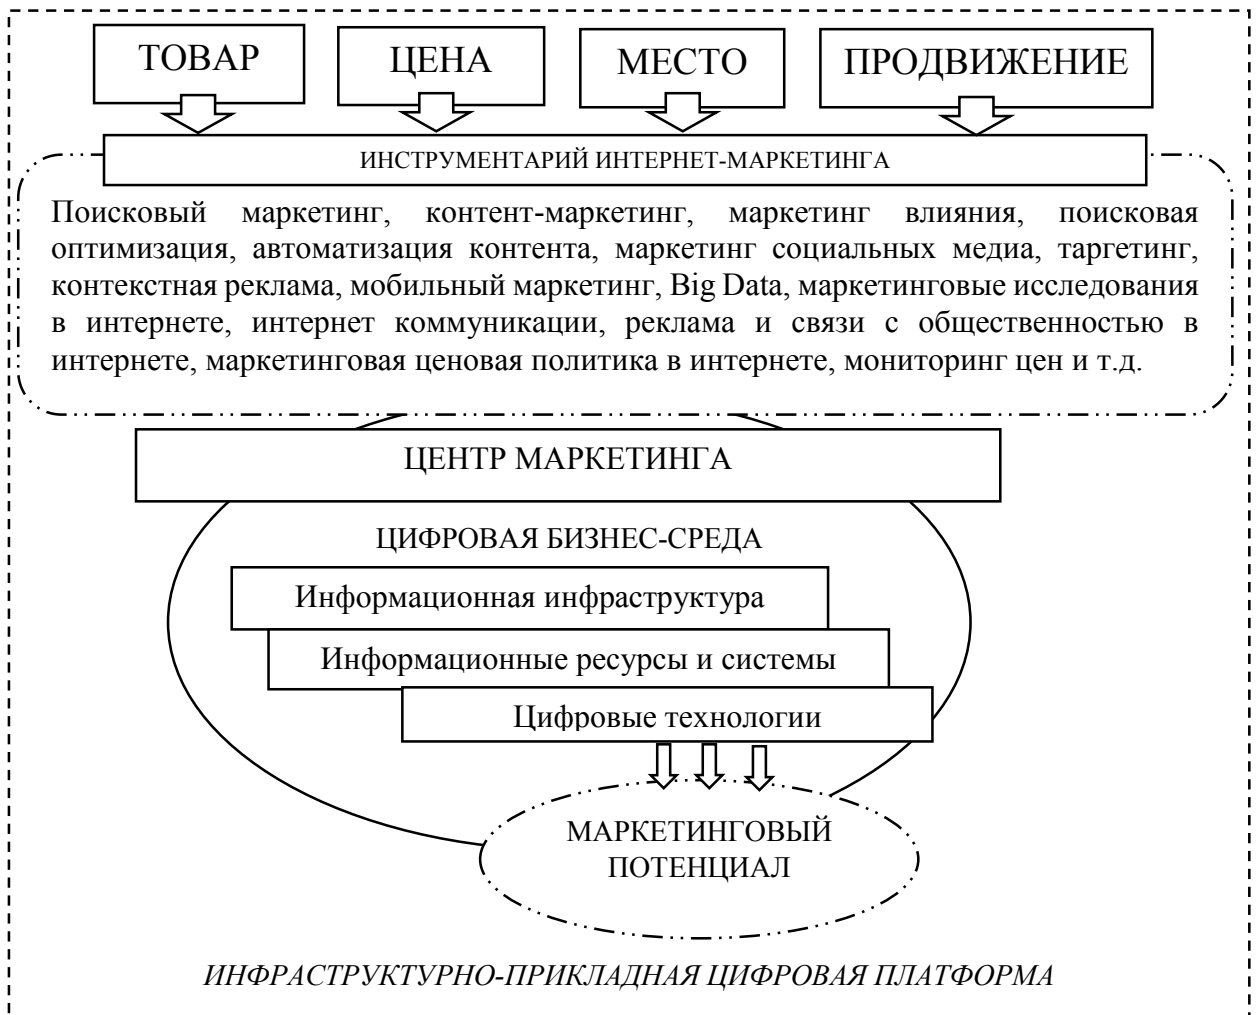 ТОВАР ЦЕНА МЕСТО ПРОДВИЖЕНИЕ
ИНСТРУМЕНТАРИЙ ИНТЕРНЕТ-МАРКЕТИНГА
Поисковый маркетинг, контент-маркетинг, маркетинг влияния, поисковая
оптимизация, автоматизация контента, маркетинг социальных медиа, таргетинг,
контекстная реклама, мобильный маркетинг, Big Data, маркетинговые исследования
в интернете, интернет коммуникации, реклама и связи с общественностью в
интернете, маркетинговая ценовая политика в интернете, мониторинг цен и т.д.
ЦЕНТР МАРКЕТИНГА
ЦИФРОВАЯ БИЗНЕС-СРЕДА
Информационная инфраструктура
Информационные ресурсы и системы
Цифровые технологии
МАРКЕТИНГОВЫЙ
ПОТЕНЦИАЛ
ИНФРАСТРУКТУРНО-ПРИКЛАДНАЯ ЦИФРОВАЯ ПЛАТФОРМА